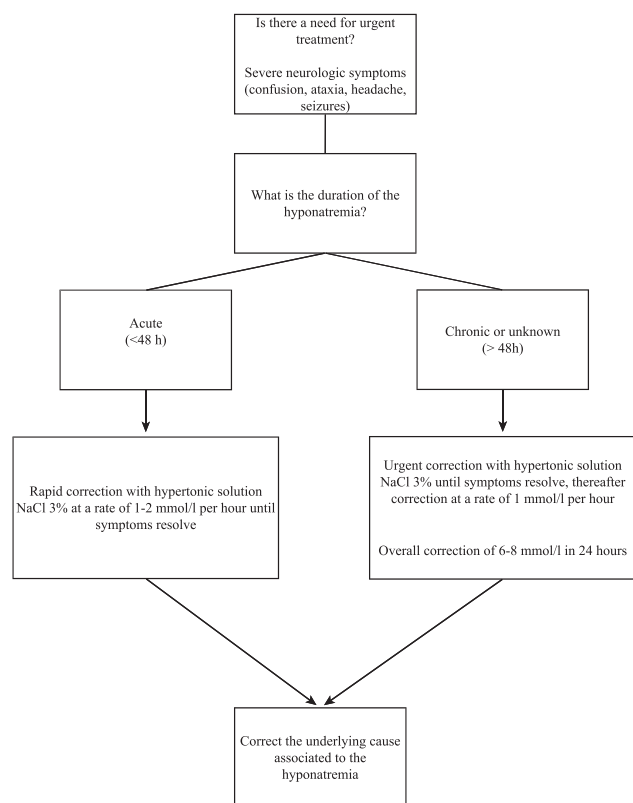 Is there a need for urgent
treatment?
Severe neurologic symptoms
(confusion, ataxia, headache,
seizures)
What is the duration of the
hyponatremia?
Acute
(<48 h)
Chronic or unknown
(> 48h)
Rapid correction with hypertonic solution
NaCl 3% at a rate of 1-2 mmol/l per hour until
symptoms resolve
Urgent correction with hypertonic solution
NaCl 3% until symptoms resolve, thereafter
correction at a rate of 1 mmol/l per hour
Overall correction of 6-8 mmol/l in 24 hours
Correct the underlying cause
associated to the
hyponatremia